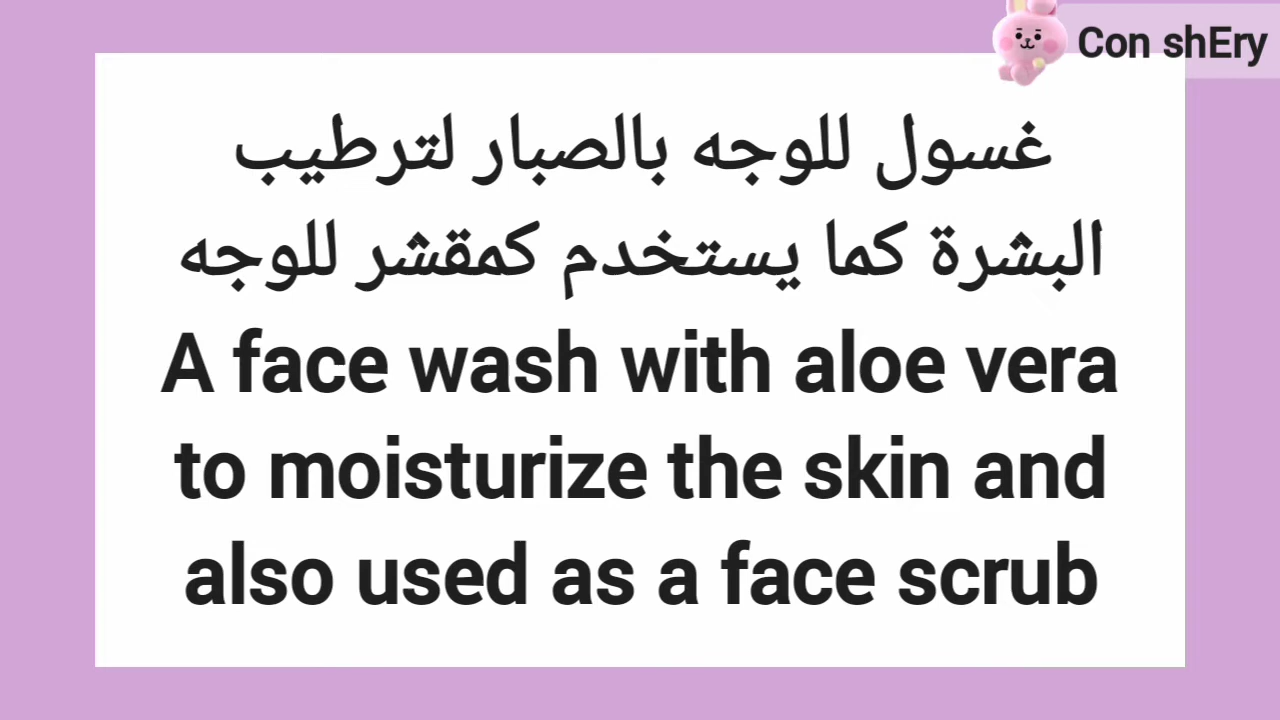 Con shEry
غسول للوجه بالصبار لترطيب
البشرة كما يستخدم كمقشر للوجه
A face wash with aloe vera
to moisturize the skin and
also used as a face scrub